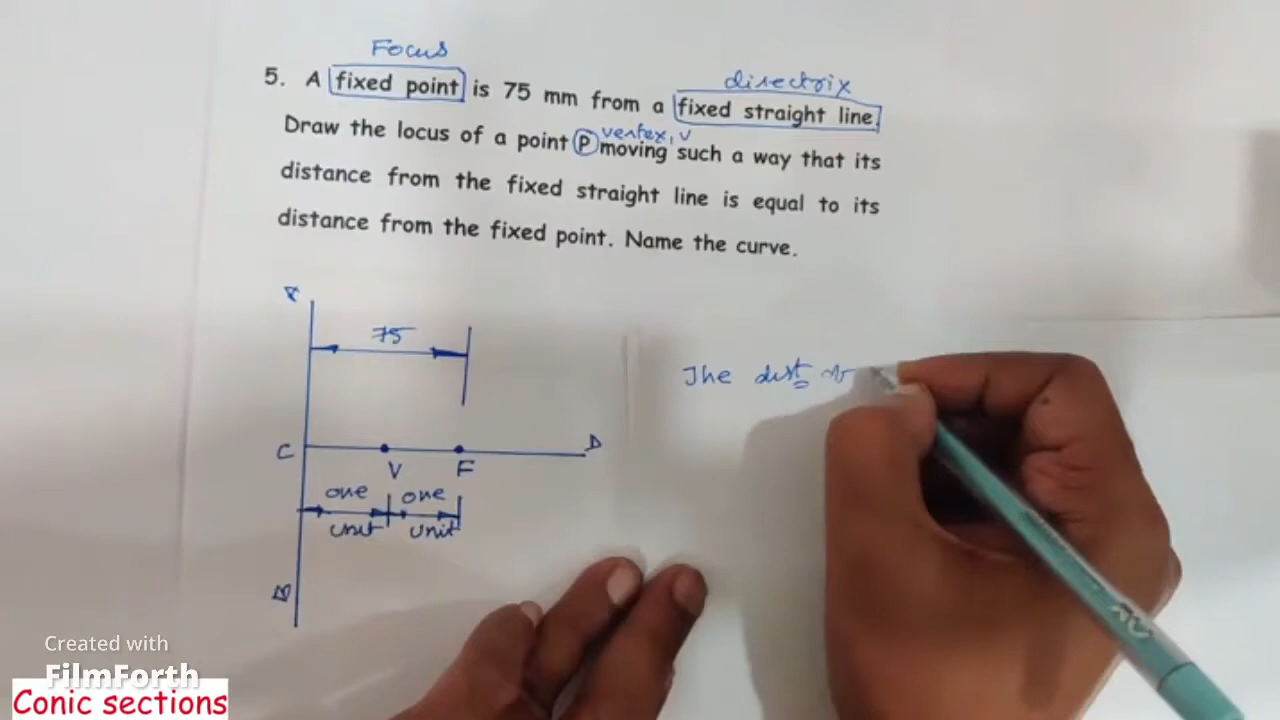 Focus
directrix
5. A fixed point is 75 mm from a fixed straight line.
vertex, V
Draw the locus of a point P moving such a way that its
distance from the fixed straight line is equal to its
distance from the fixed point. Name the curve.
A
75
C
V
F
D
one
unit
one
unit
B
The dist
Created with
FilmForth
Conic sections